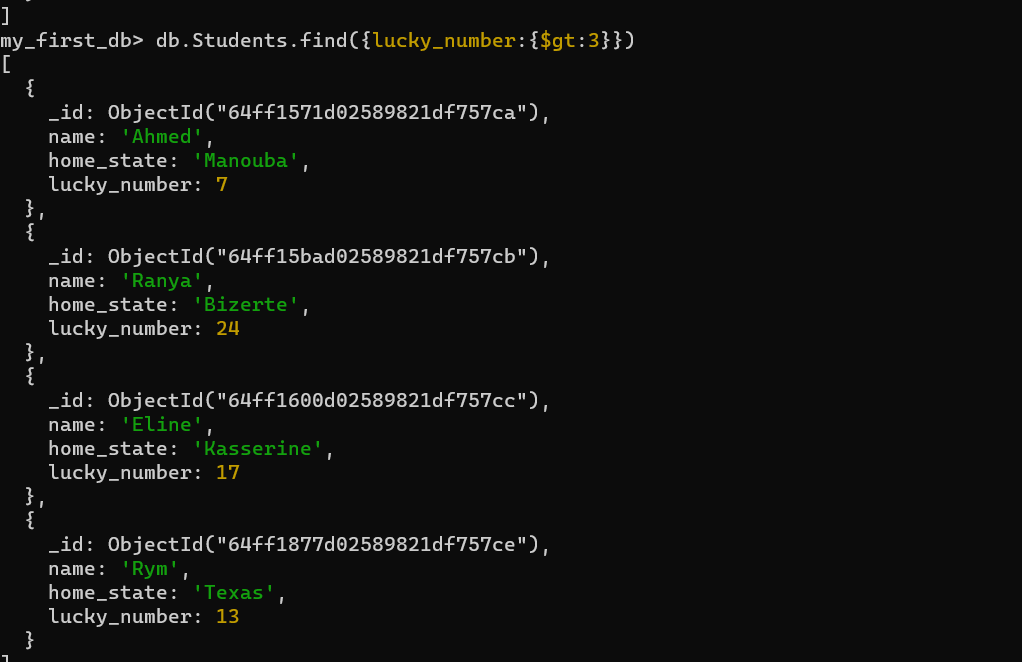 ]
my_first_db> db.Students.find({lucky_number:{$gt:3}})
[
  {
    _id: ObjectId("64ff1571d02589821df757ca"),
    name: 'Ahmed',
    home_state: 'Manouba',
    lucky_number: 7
  },
  {
    _id: ObjectId("64ff15bad02589821df757cb"),
    name: 'Ranya',
    home_state: 'Bizerte',
    lucky_number: 24
  },
  {
    _id: ObjectId("64ff1600d02589821df757cc"),
    name: 'Eline',
    home_state: 'Kasserine',
    lucky_number: 17
  },
  {
    _id: ObjectId("64ff1877d02589821df757ce"),
    name: 'Rym',
    home_state: 'Texas',
    lucky_number: 13
  }
]